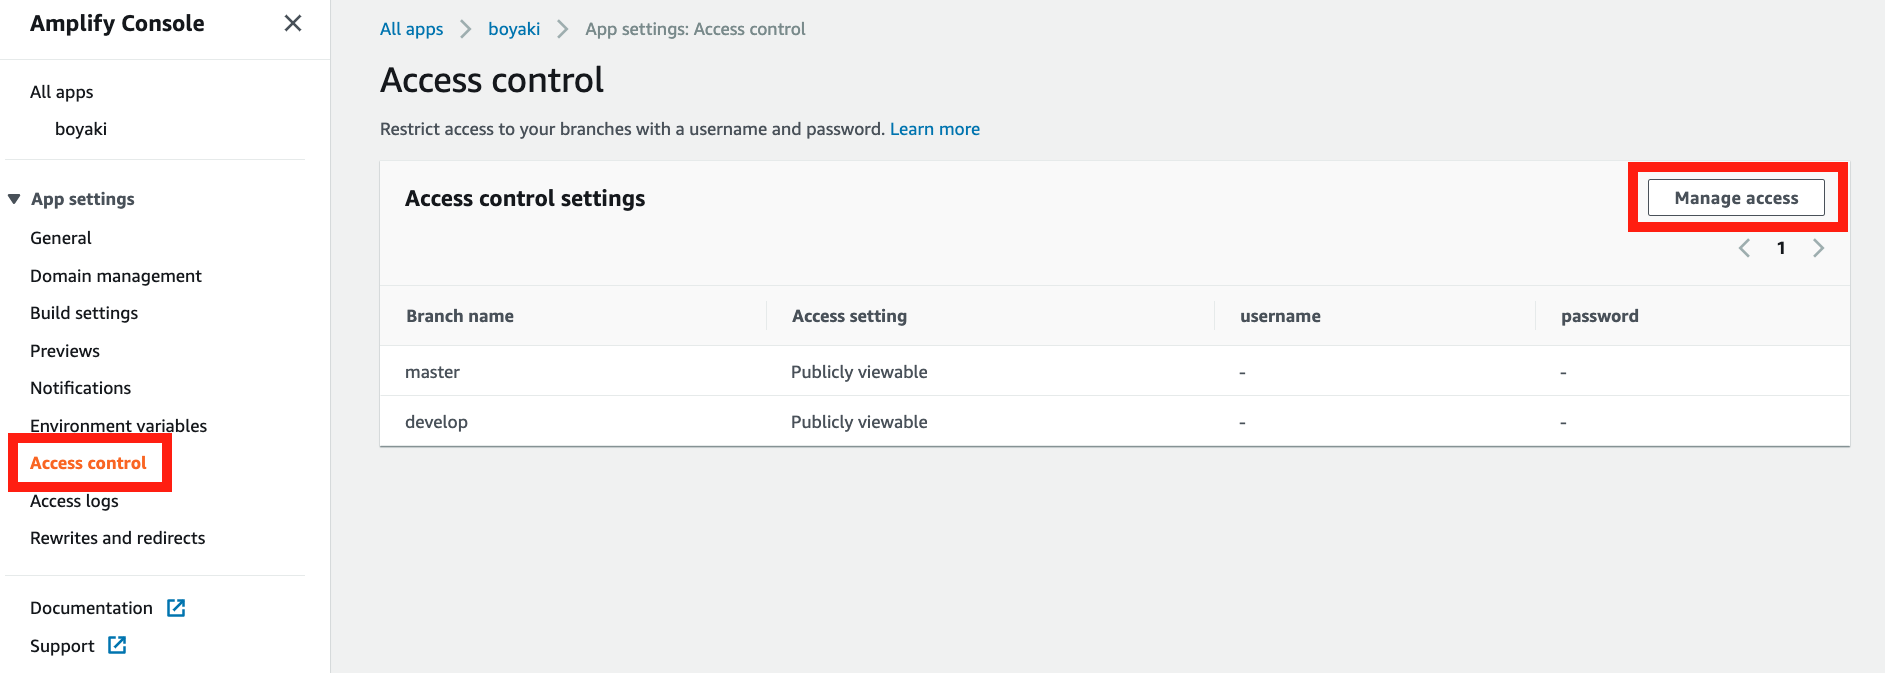 Amplify Console
All apps
boyaki
App settings
General
Domain management
Build settings
Previews
Notifications
Environment variables
Access control
Access logs
Rewrites and redirects
Documentation
Support
All apps boyaki App settings: Access control
Access control
Restrict access to your branches with a username and password. Learn more
Access control settings
Manage access
1
Branch name Access setting username password
master Publicly viewable - -
develop Publicly viewable - -